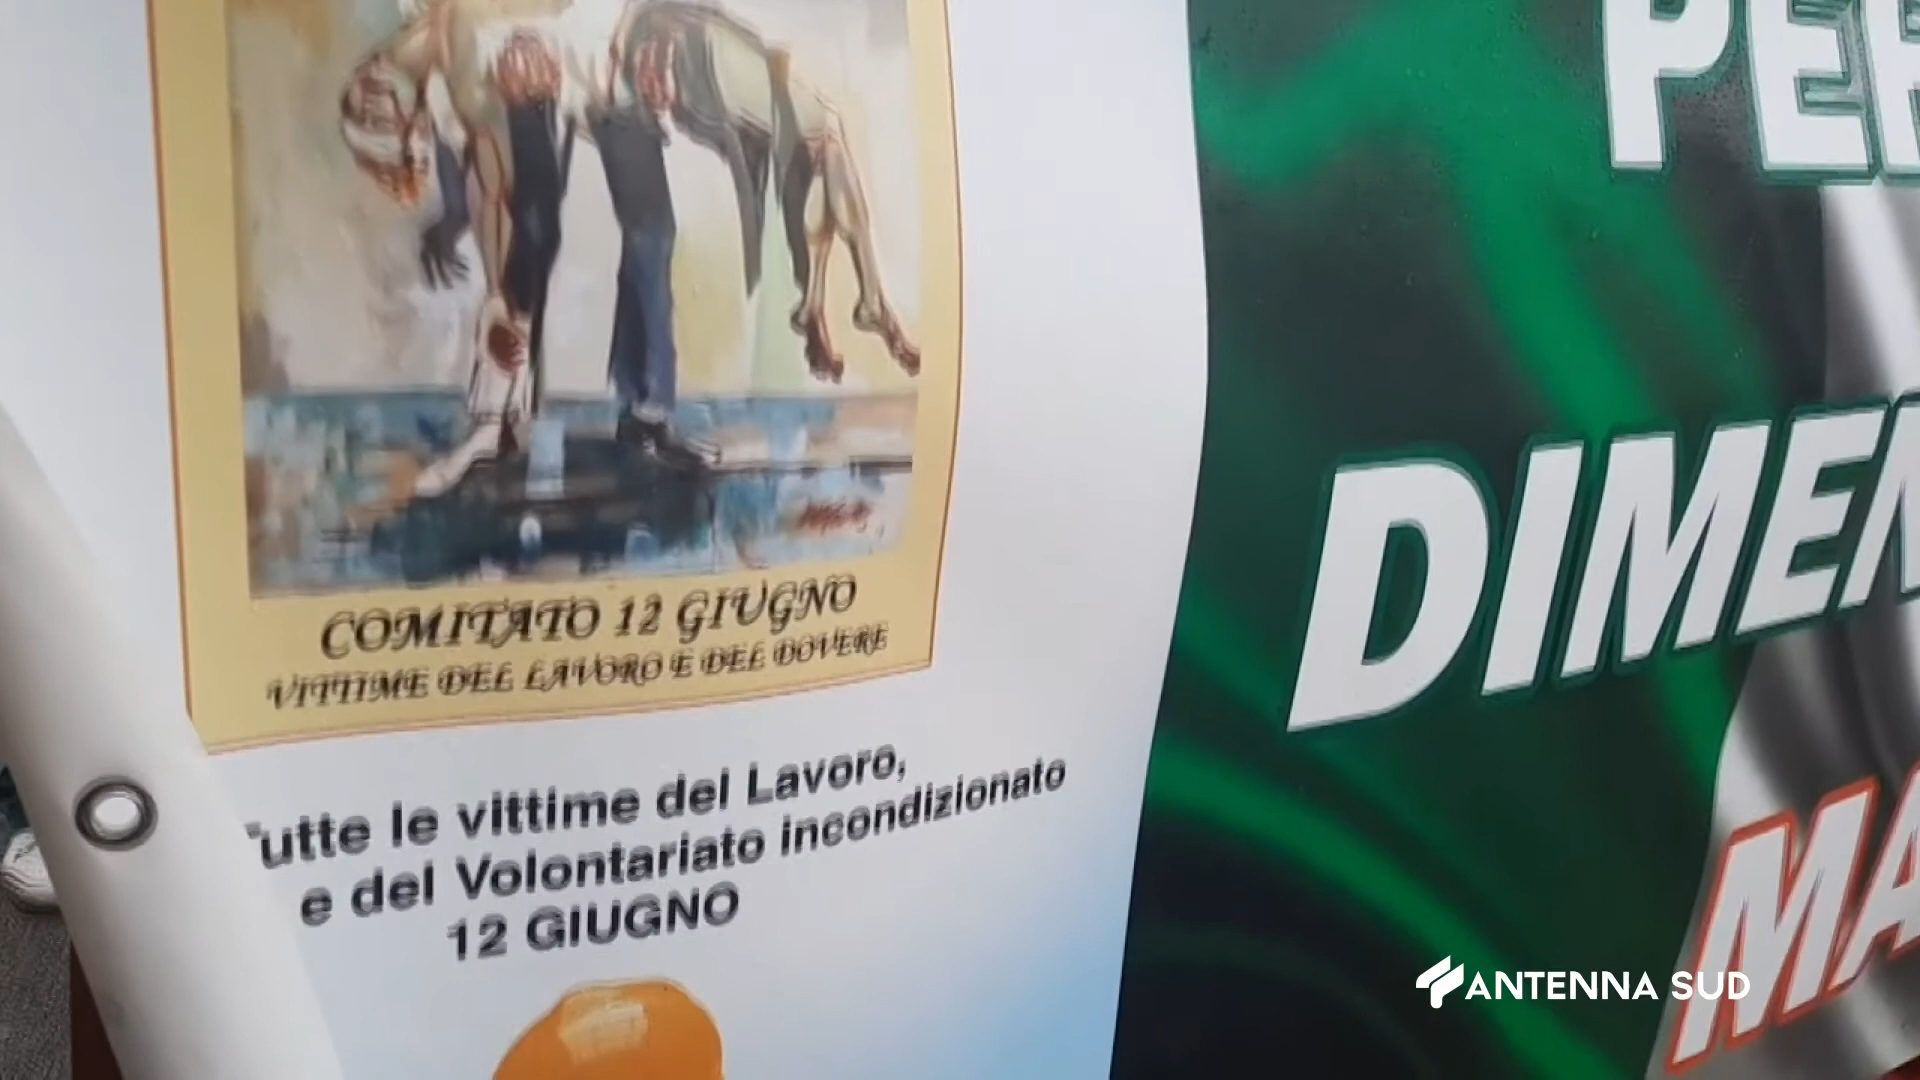 COMITATO 12 GIUGNO
VITTIME DEL LAVORO E DEL DOVERE
utte le vittime del Lavoro,
e del Volontariato incondizionato
12 GIUGNO
PER
DIMEN
MA
ANTENNA SUD